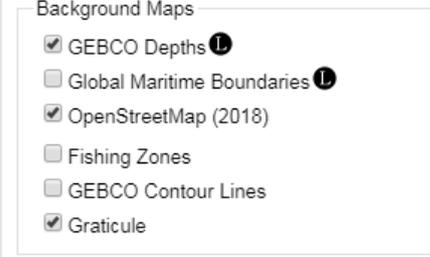 Background Maps
GEBCO Depths L
Global Maritime Boundaries L
OpenStreetMap (2018)
Fishing Zones
GEBCO Contour Lines
Graticule